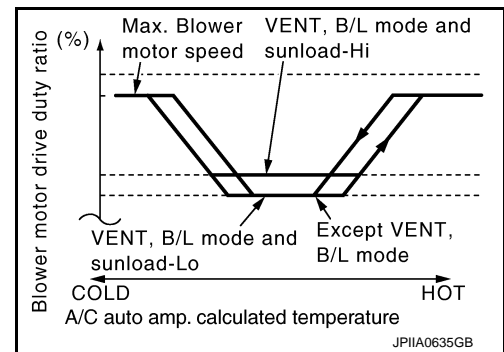 (%)
Max. Blower
motor speed
VENT, B/L mode and
sunload-Hi
Blower motor drive duty ratio
VENT, B/L mode and
sunload-Lo
Except VENT,
B/L mode
COLD
HOT
A/C auto amp. calculated temperature
JPIIA0635GB